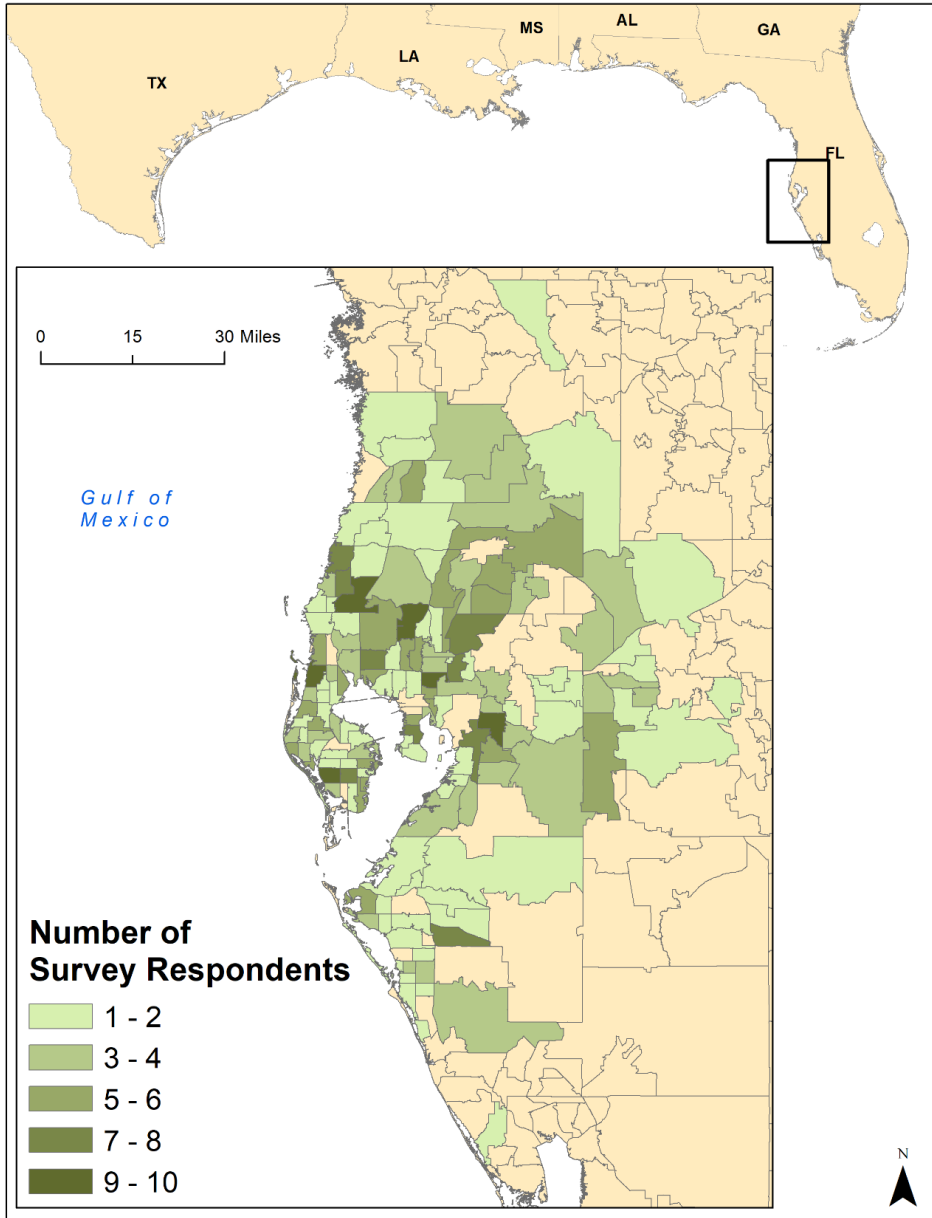 MS
AL
GA
TX
LA
FL
0 15 30 Miles
Gulf of
Mexico
Number of
Survey Respondents
1 - 2
3 - 4
5 - 6
7 - 8
9 - 10
N